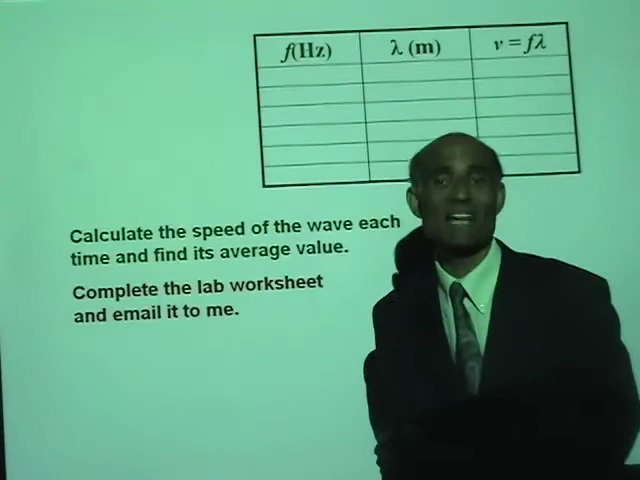 f(Hz) λ (m) v = fλ
Calculate the speed of the wave each
time and find its average value.
Complete the lab worksheet
and email it to me.